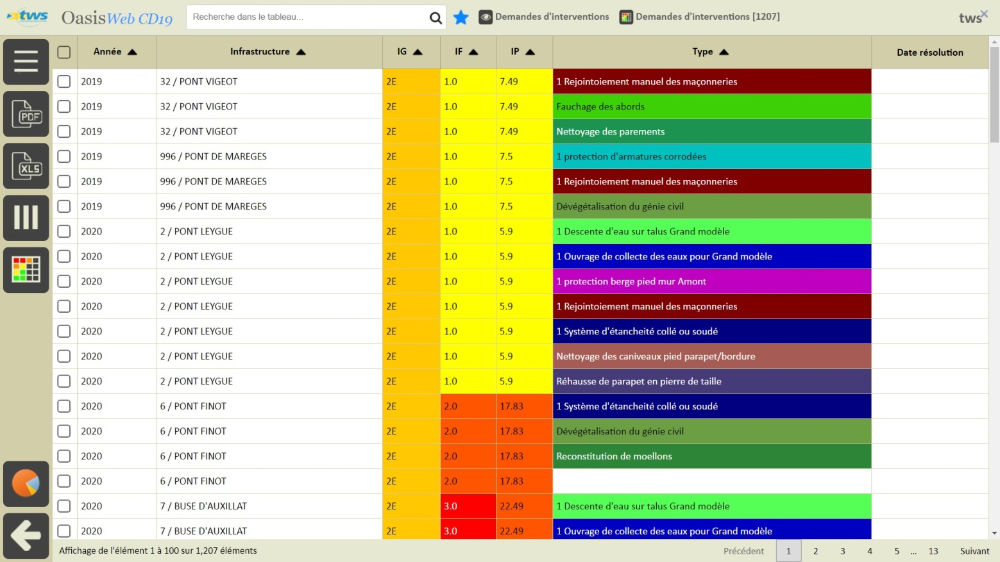 tws OasisWeb CD19 Recherche dans le tableau... Demandes d'interventions Demandes d'interventions [1207] tws
Année Infrastructure IG IF IP Type Date résolution
2019 32 / PONT VIGEOT 2E 1.0 7.49 1 Rejointoiement manuel des maçonneries
2019 32 / PONT VIGEOT 2E 1.0 7.49 Fauchage des abords
PDF
2019 32 / PONT VIGEOT 2E 1.0 7.49 Nettoyage des parements
2019 996 / PONT DE MAREGES 2E 1.0 7.5 1 protection d'armatures corrodées
XLS
2019 996 / PONT DE MAREGES 2E 1.0 7.5 1 Rejointoiement manuel des maçonneries
2019 996 / PONT DE MAREGES 2E 1.0 7.5 Dévégétalisation du génie civil
2020 2 / PONT LEYGUE 2E 1.0 5.9 1 Descente d'eau sur talus Grand modèle
2020 2 / PONT LEYGUE 2E 1.0 5.9 1 Ouvrage de collecte des eaux pour Grand modèle
2020 2 / PONT LEYGUE 2E 1.0 5.9 1 protection berge pied mur Amont
2020 2 / PONT LEYGUE 2E 1.0 5.9 1 Rejointoiement manuel des maçonneries
2020 2 / PONT LEYGUE 2E 1.0 5.9 1 Système d'étancheité collé ou soudé
2020 2 / PONT LEYGUE 2E 1.0 5.9 Nettoyage des caniveaux pied parapet/bordure
2020 2 / PONT LEYGUE 2E 1.0 5.9 Réhausse de parapet en pierre de taille
2020 6 / PONT FINOT 2E 2.0 17.83 1 Système d'étancheité collé ou soudé
2020 6 / PONT FINOT 2E 2.0 17.83 Dévégétalisation du génie civil
2020 6 / PONT FINOT 2E 2.0 17.83 Reconstitution de moellons
2020 6 / PONT FINOT 2E 2.0 17.83
2020 7 / BUSE D'AUXILLAT 2E 3.0 22.49 1 Descente d'eau sur talus Grand modèle
2020 7 / BUSE D'AUXILLAT 2E 3.0 22.49 1 Ouvrage de collecte des eaux pour Grand modèle
Affichage de l'élément 1 à 100 sur 1,207 éléments Précédent 1 2 3 4 5 ... 13 Suivant